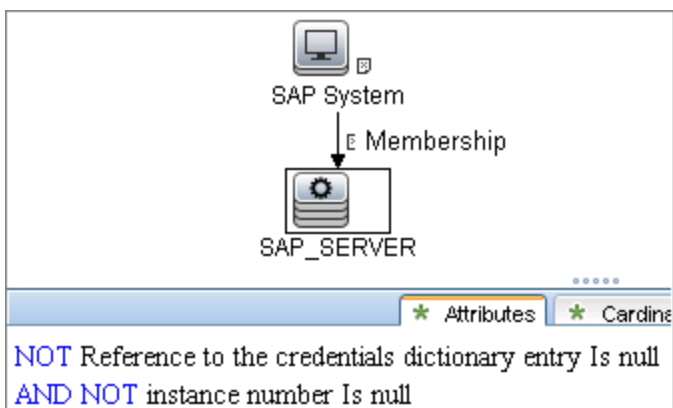 SAP System
Membership
SAP_SERVER
Attributes
Cardina
NOT Reference to the credentials dictionary entry Is null
AND NOT instance number Is null